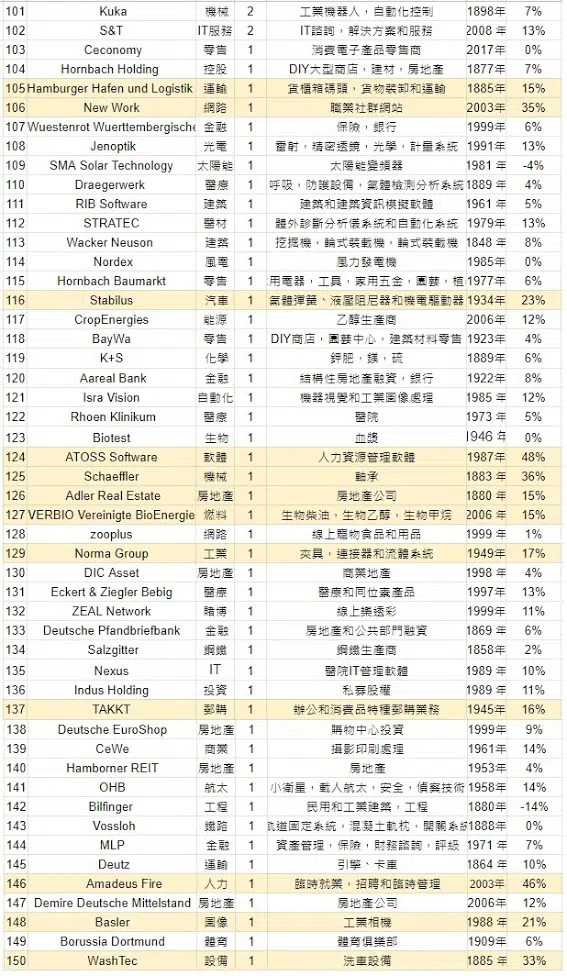 101 Kuka 機械 2 工業機器人，自動化控制 1898年 7%
102 S&T IT服務 2 IT諮詢，解決方案和服務 2008 年 13%
103 Ceconomy 零售 1 消費電子產品零售商 2017年 0%
104 Hornbach Holding 控股 1 DIY大型商店，建材，房地產 1877年 7%
105 Hamburger Hafen und Logistik 運輸 1 貨櫃箱碼頭，貨物裝卸和運輸 1885年 15%
106 New Work 網路 1 職業社群網站 2003年 35%
107 Wuestenrot Wuerttembergische 金融 1 保險，銀行 1999年 6%
108 Jenoptik 光電 1 雷射，精密透鏡，光學，計量系統 1991年 13%
109 SMA Solar Technology 太陽能 1 太陽能變頻器 1981 年 -4%
110 Draegerwerk 醫療 1 呼吸，防護設備，氣體檢測分析系統 1889 年 4%
111 RIB Software 建築 1 建築和建築資訊模擬軟體 1961 年 5%
112 STRATEC 醫材 1 體外診斷分析儀系統和自動化系統 1979年 13%
113 Wacker Neuson 建築 1 挖掘機，輪式裝載機，輪式裝載機 1848 年 8%
114 Nordex 風電 1 風力發電機 1985年 0%
115 Hornbach Baumarkt 零售 1 用電器，工具，家用五金，園藝，植 1977年 6%
116 Stabilus 汽車 1 氣體彈簧、液壓阻尼器和機電驅動器 1934年 23%
117 CropEnergies 能源 1 乙醇生產商 2006年 12%
118 BayWa 零售 1 DIY商店，園藝中心，建築材料零售 1923年 4%
119 K+S 化學 1 鉀肥，鎂，硫 1889年 6%
120 Aareal Bank 金融 1 結構性房地產融資，銀行 1922年 8%
121 Isra Vision 自動化 1 機器視覺和工業圖像處理 1985 年 12%
122 Rhoen Klinikum 醫療 1 醫院 1973 年 5%
123 Biotest 生物 1 血漿 1946 年 0%
124 ATOSS Software 軟體 1 人力資源管理軟體 1987年 48%
125 Schaeffler 機械 1 軸承 1883 年 36%
126 Adler Real Estate 房地產 1 房地產公司 1880 年 15%
127 VERBIO Vereinigte BioEnergie 燃料 1 生物柴油，生物乙醇，生物甲烷 2006 年 15%
128 zooplus 網路 1 線上寵物食品和用品 1999 年 1%
129 Norma Group 工業 1 夾具，連接器和流體系統 1949年 17%
130 DIC Asset 房地產 1 商業地產 1998 年 4%
131 Eckert & Ziegler Bebig 醫療 1 醫療和同位素產品 1997年 13%
132 ZEAL Network 賭博 1 線上樂透彩 1999年 11%
133 Deutsche Pfandbriefbank 金融 1 房地產和公共部門融資 1869 年 6%
134 Salzgitter 鋼鐵 1 鋼鐵生產商 1858年 2%
135 Nexus IT 1 醫院IT管理軟體 1989 年 10%
136 Indus Holding 投資 1 私募股權 1989 年 11%
137 TAKKT 郵購 1 辦公和消費品特種郵購業務 1945年 16%
138 Deutsche EuroShop 房地產 1 購物中心投資 1999年 9%
139 CeWe 商業 1 攝影印刷處理 1961年 14%
140 Hamborner REIT 房地產 1 房地產 1953年 4%
141 OHB 航太 1 小衛星，載人航太，安全，偵察技術 1958年 14%
142 Bilfinger 工程 1 民用和工業建築，工程 1880年 -14%
143 Vossloh 鐵路 1 軌道固定系統，混凝土軌枕，開關系統 1888年 0%
144 MLP 金融 1 資產管理，保險，財務諮詢，評級 1971 年 7%
145 Deutz 運輸 1 引擎、卡車 1864 年 10%
146 Amadeus Fire 人力 1 臨時就業，招聘和臨時管理 2003年 46%
147 Demire Deutsche Mittelstand 房地產 1 房地產公司 2006年 12%
148 Basler 圖像 1 工業相機 1988 年 21%
149 Borussia Dortmund 體育 1 體育俱樂部 1909年 6%
150 WashTec 設備 1 洗車設備 1885 年 33%